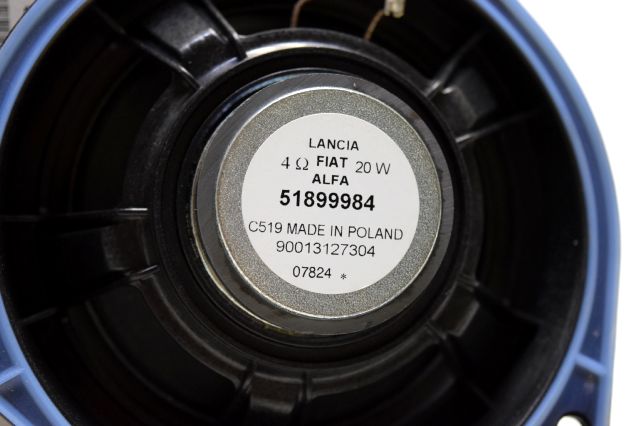 LANCIA
4 Ω FIAT 20 W
ALFA
51899984
C519 MADE IN POLAND
90013127304
07824 *